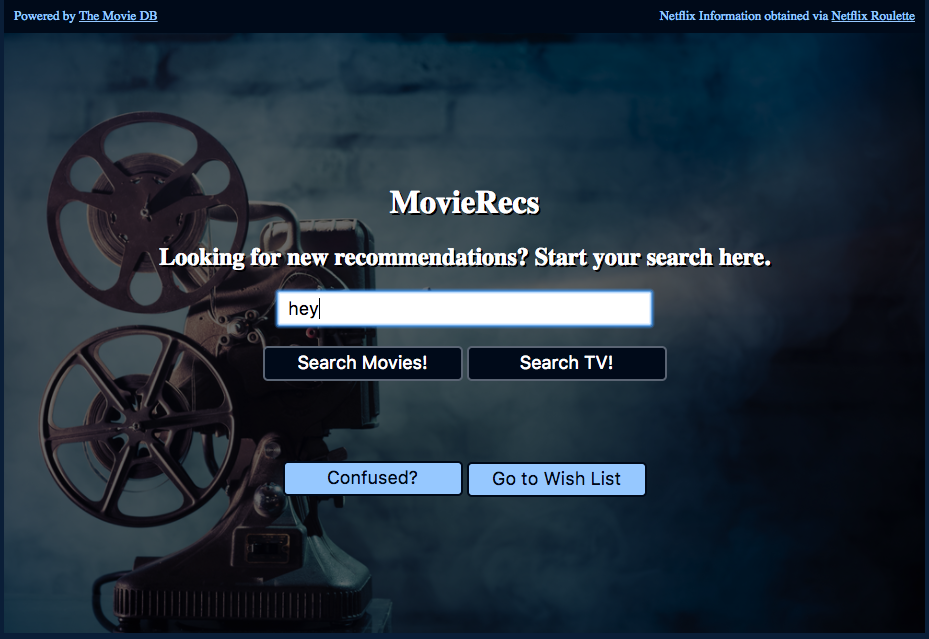 Powered by The Movie DB
Netflix Information obtained via Netflix Roulette
MovieRecs
Looking for new recommendations? Start your search here.
hey
Search Movies!
Search TV!
Confused?
Go to Wish List